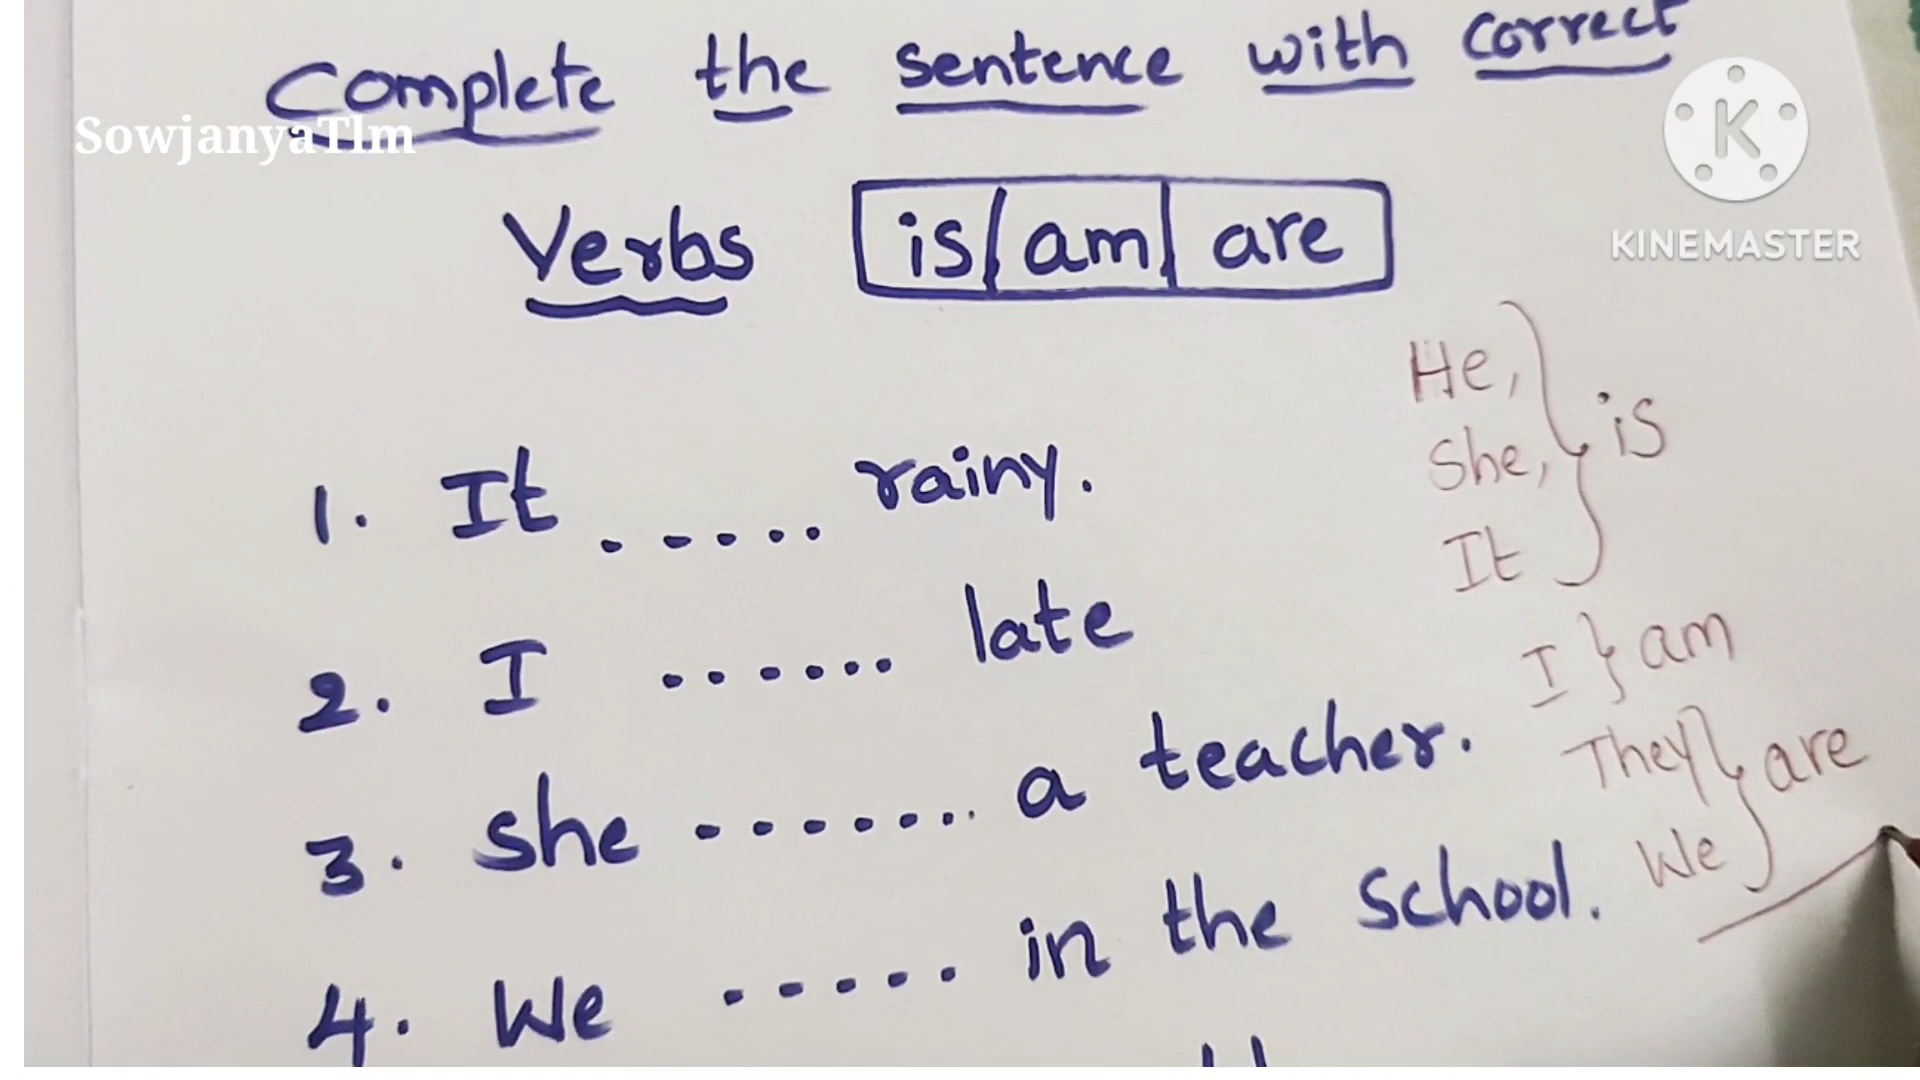 Complete the sentence with correct
SowjanyaTlm
K
KINEMASTER
Verbs is/am/are
He,
She, is
It
1. It ..... rainy.
2. I ...... late
I } am
3. She ....... a teacher.
They are
We
4. We ..... in the school.